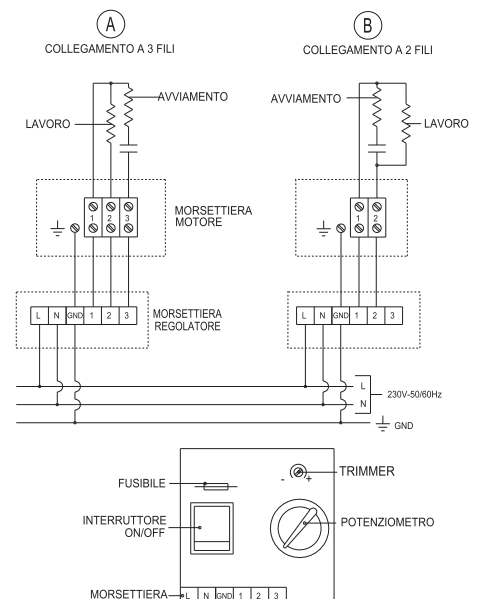 A
COLLEGAMENTO A 3 FILI
AVVIAMENTO
LAVORO
1 2 3
MORSETTIERA
MOTORE
L N GND 1 2 3
MORSETTIERA
REGOLATORE
B
COLLEGAMENTO A 2 FILI
AVVIAMENTO
LAVORO
1 2
L N GND 1 2 3
L
N
230V-50/60Hz
GND
- +
TRIMMER
FUSIBILE
INTERRUTTORE
ON/OFF
POTENZIOMETRO
MORSETTIERA
L N GND 1 2 3